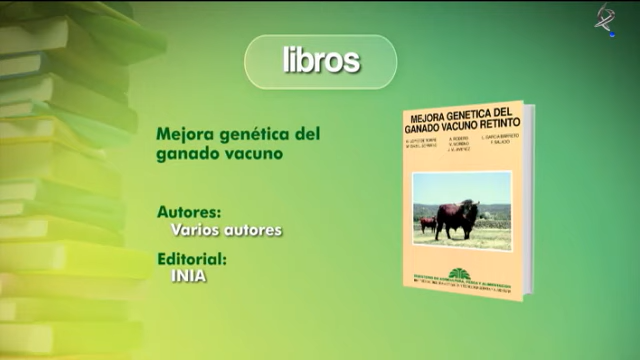 libros
Mejora genética del
ganado vacuno
Autores:
Varios autores
Editorial:
INIA
MEJORA GENETICA DEL
GANADO VACUNO RETINTO